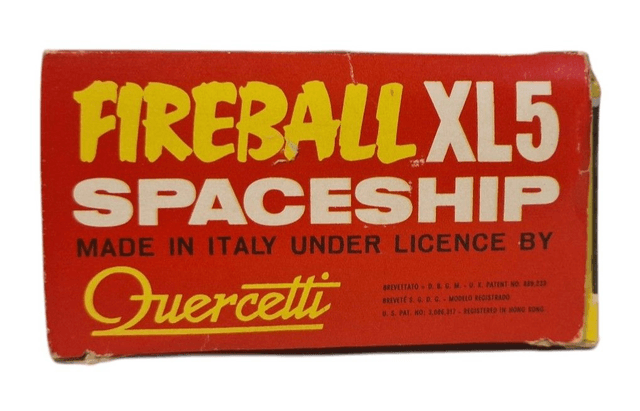 FIREBALL XL5
SPACESHIP
MADE IN ITALY UNDER LICENCE BY
Quercetti
BREVETTATO - D. B. G. M. - U. K. PATENT NO.
BREVETÉ S. G. D. G. - MODELO REGISTRADO
U. S. PAT. NO: - REGISTERED IN HONG KONG